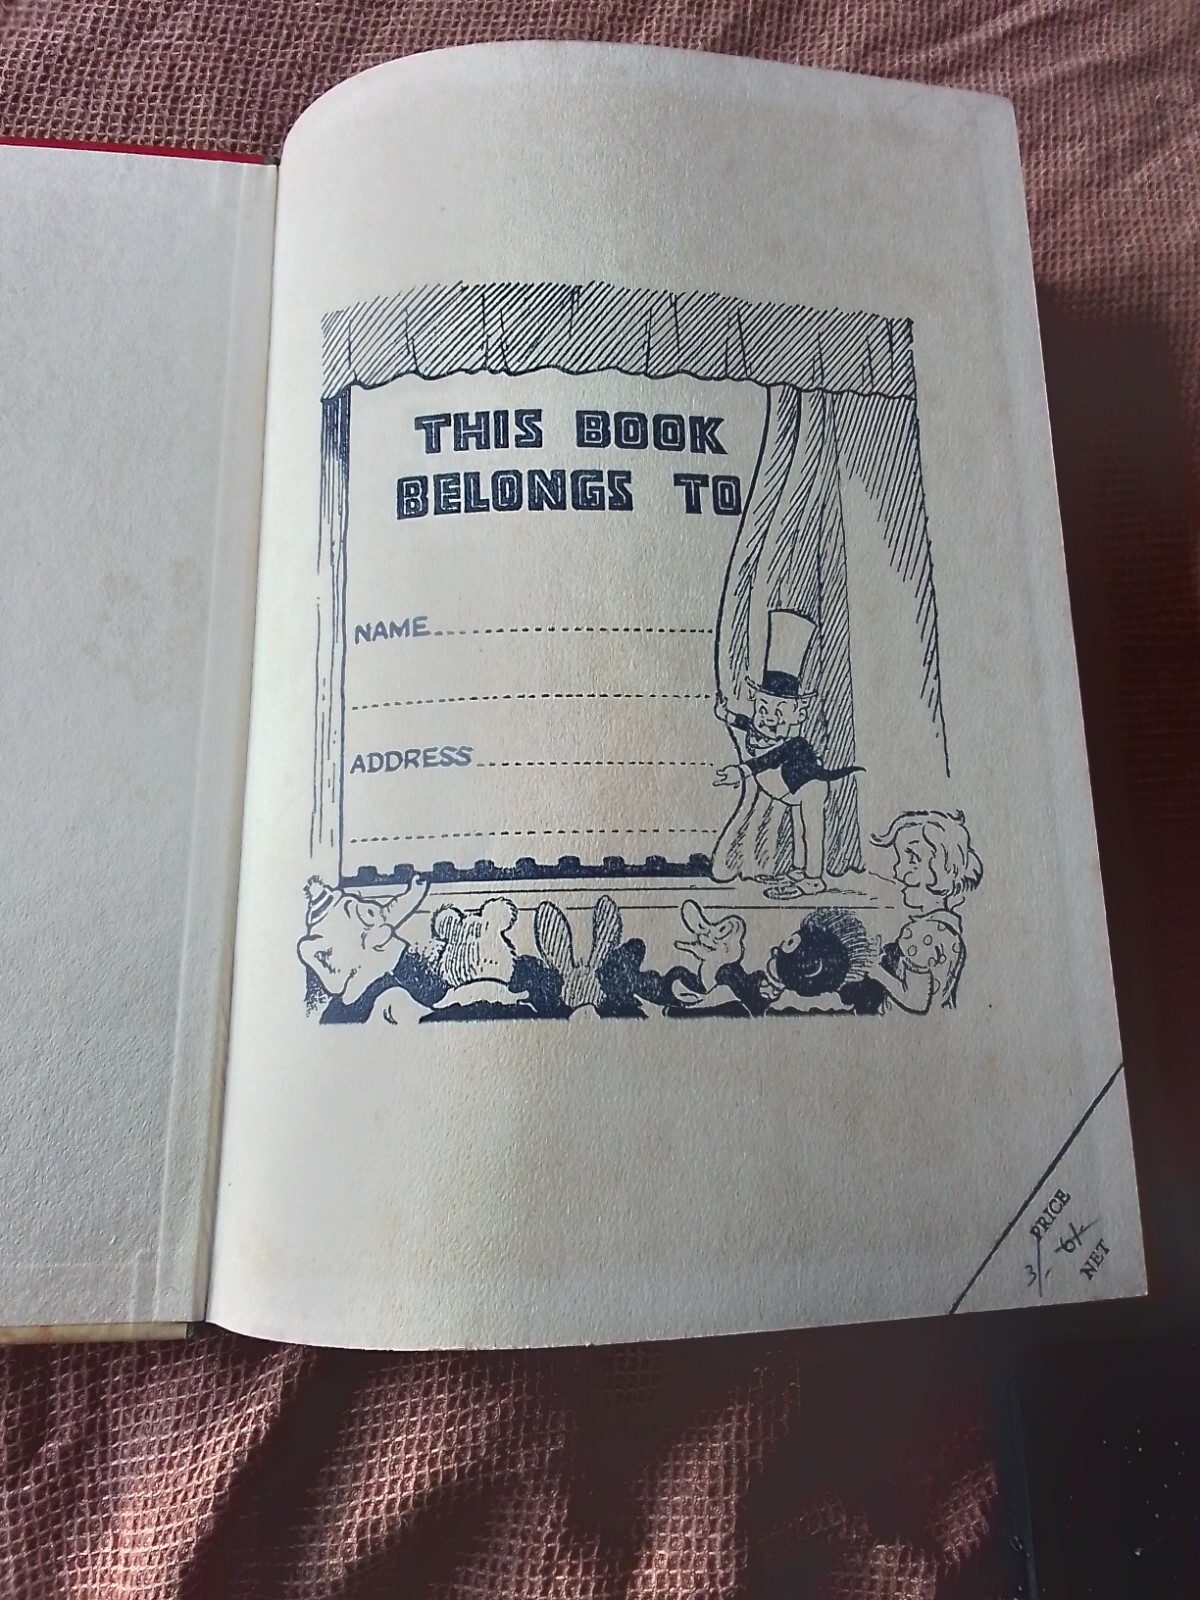 THIS BOOK
BELONGS TO
NAME
ADDRESS
PRICE
3/- 6/-
NET